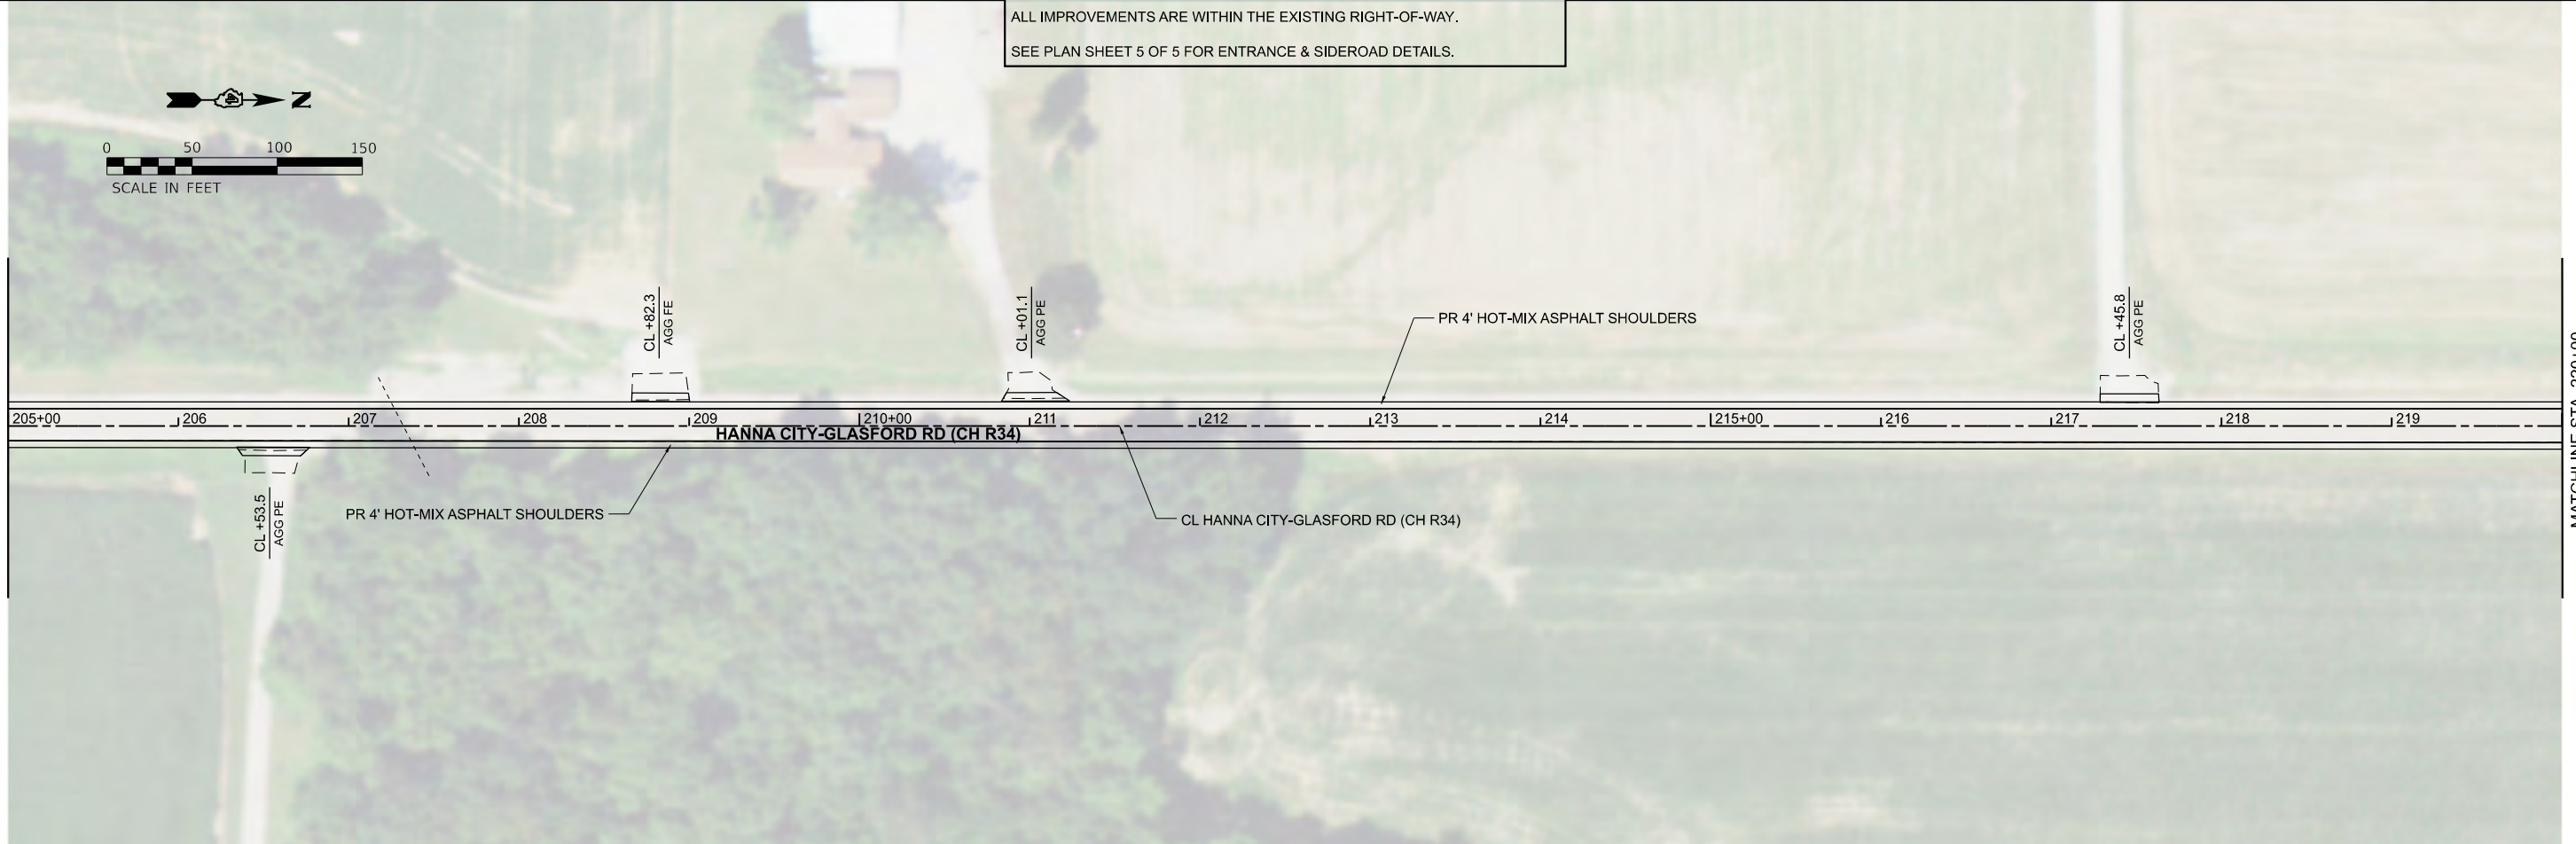 ALL IMPROVEMENTS ARE WITHIN THE EXISTING RIGHT-OF-WAY.
SEE PLAN SHEET 5 OF 5 FOR ENTRANCE & SIDEROAD DETAILS.
N
0 50 100 150
SCALE IN FEET
CL +82.3
AGG FE
CL +01.1
AGG PE
PR 4' HOT-MIX ASPHALT SHOULDERS
CL +45.8
AGG PE
205+00 206 207 208 209 210+00 211 212 213 214 215+00 216 217 218 219
HANNA CITY-GLASFORD RD (CH R34)
CL +53.5
AGG PE
PR 4' HOT-MIX ASPHALT SHOULDERS
CL HANNA CITY-GLASFORD RD (CH R34)
MATCHLINE STA. 220+00